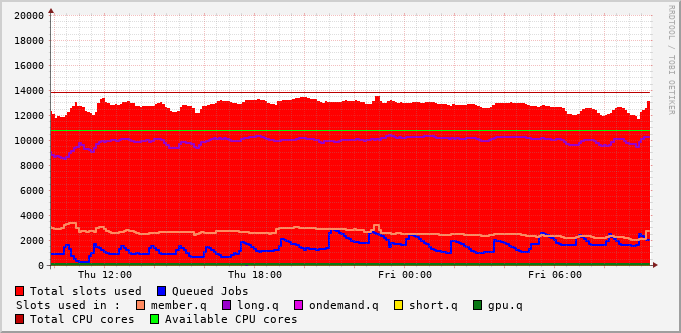 20000
18000
16000
14000
12000
10000
8000
6000
4000
2000
0
Thu 12:00 Thu 18:00 Fri 00:00 Fri 06:00
Total slots used Queued Jobs
Slots used in : member.q long.q ondemand.q short.q gpu.q
Total CPU cores Available CPU cores
RRDTOOL / TOBI OETIKER